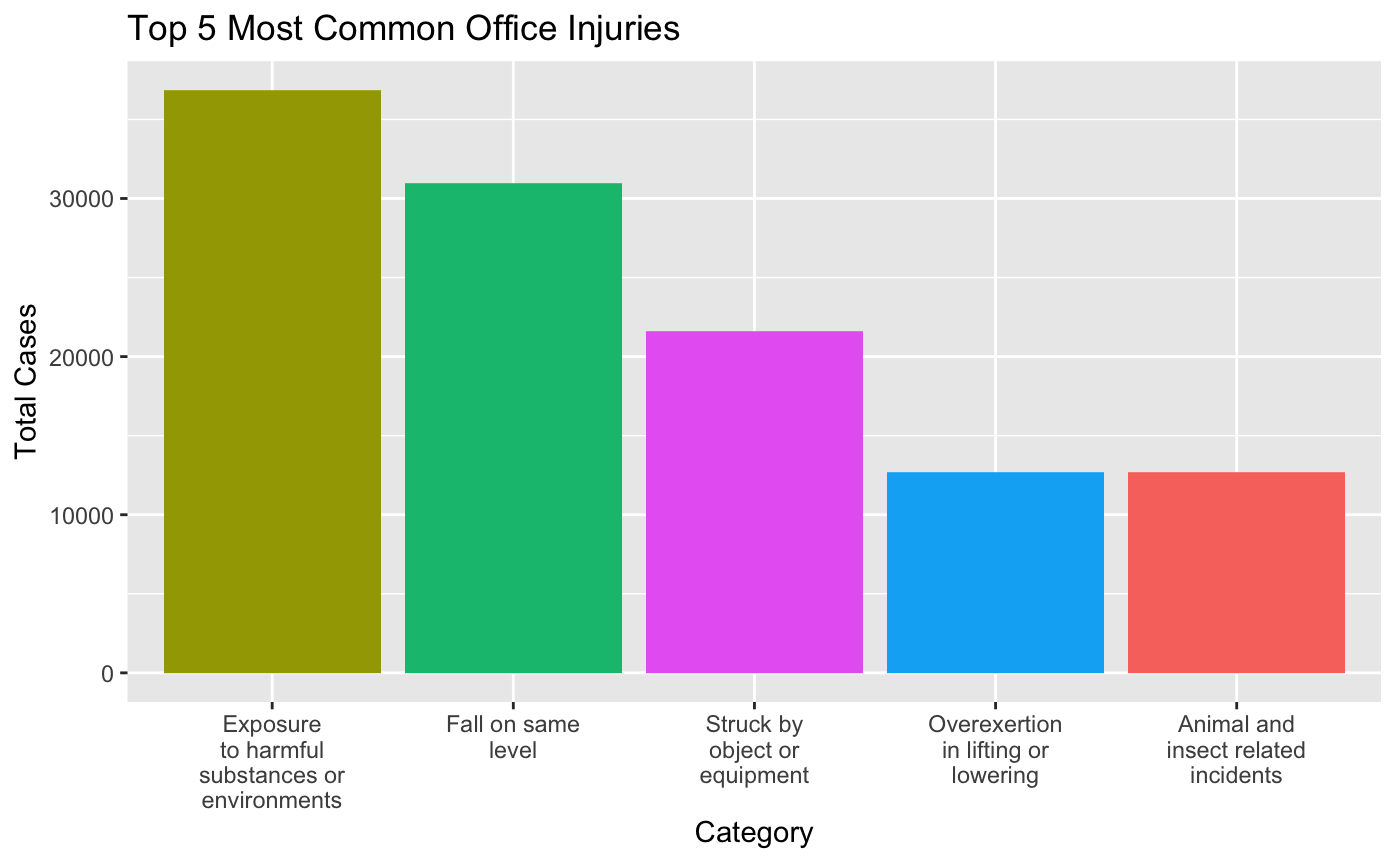 Top 5 Most Common Office Injuries
Total Cases
30000
20000
10000
0
Exposure
to harmful
substances or
environments
Fall on same
level
Struck by
object or
equipment
Overexertion
in lifting or
lowering
Animal and
insect related
incidents
Category